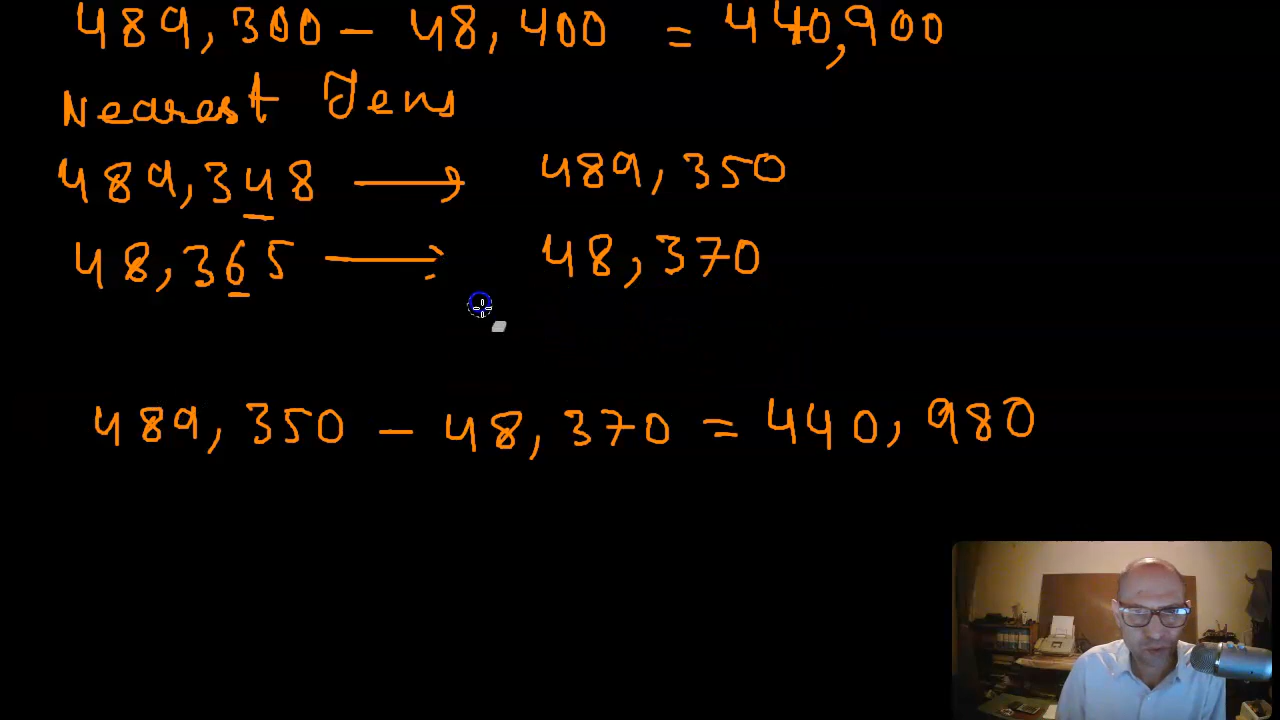 489,300 - 48,400 = 440,900
Nearest Tens
489,348 → 489,350
48,365 → 48,370
489,350 - 48,370 = 440,980